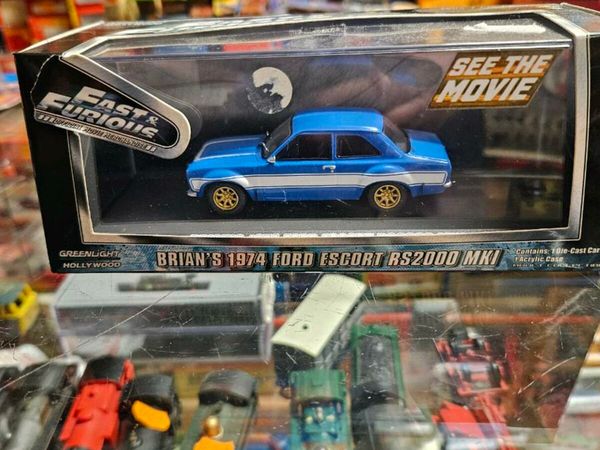 SEE THE
MOVIE
FAST &
FURIOUS
GREENLIGHT
HOLLYWOOD
BRIAN'S 1974 FORD ESCORT RS2000 MKI
Contains: 1 Die-Cast Car
1 Acrylic Case